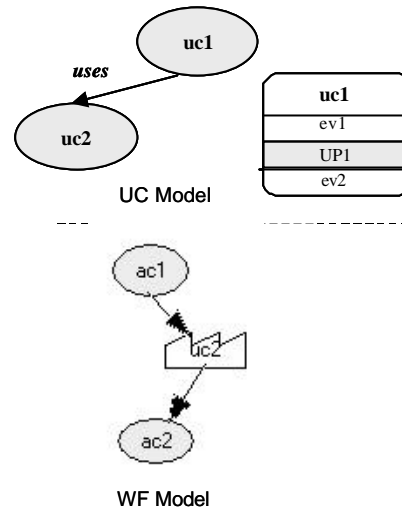 uc1
uses
uc2
uc1
ev1
UP1
ev2
UC Model
ac1
uc2
ac2
WF Model